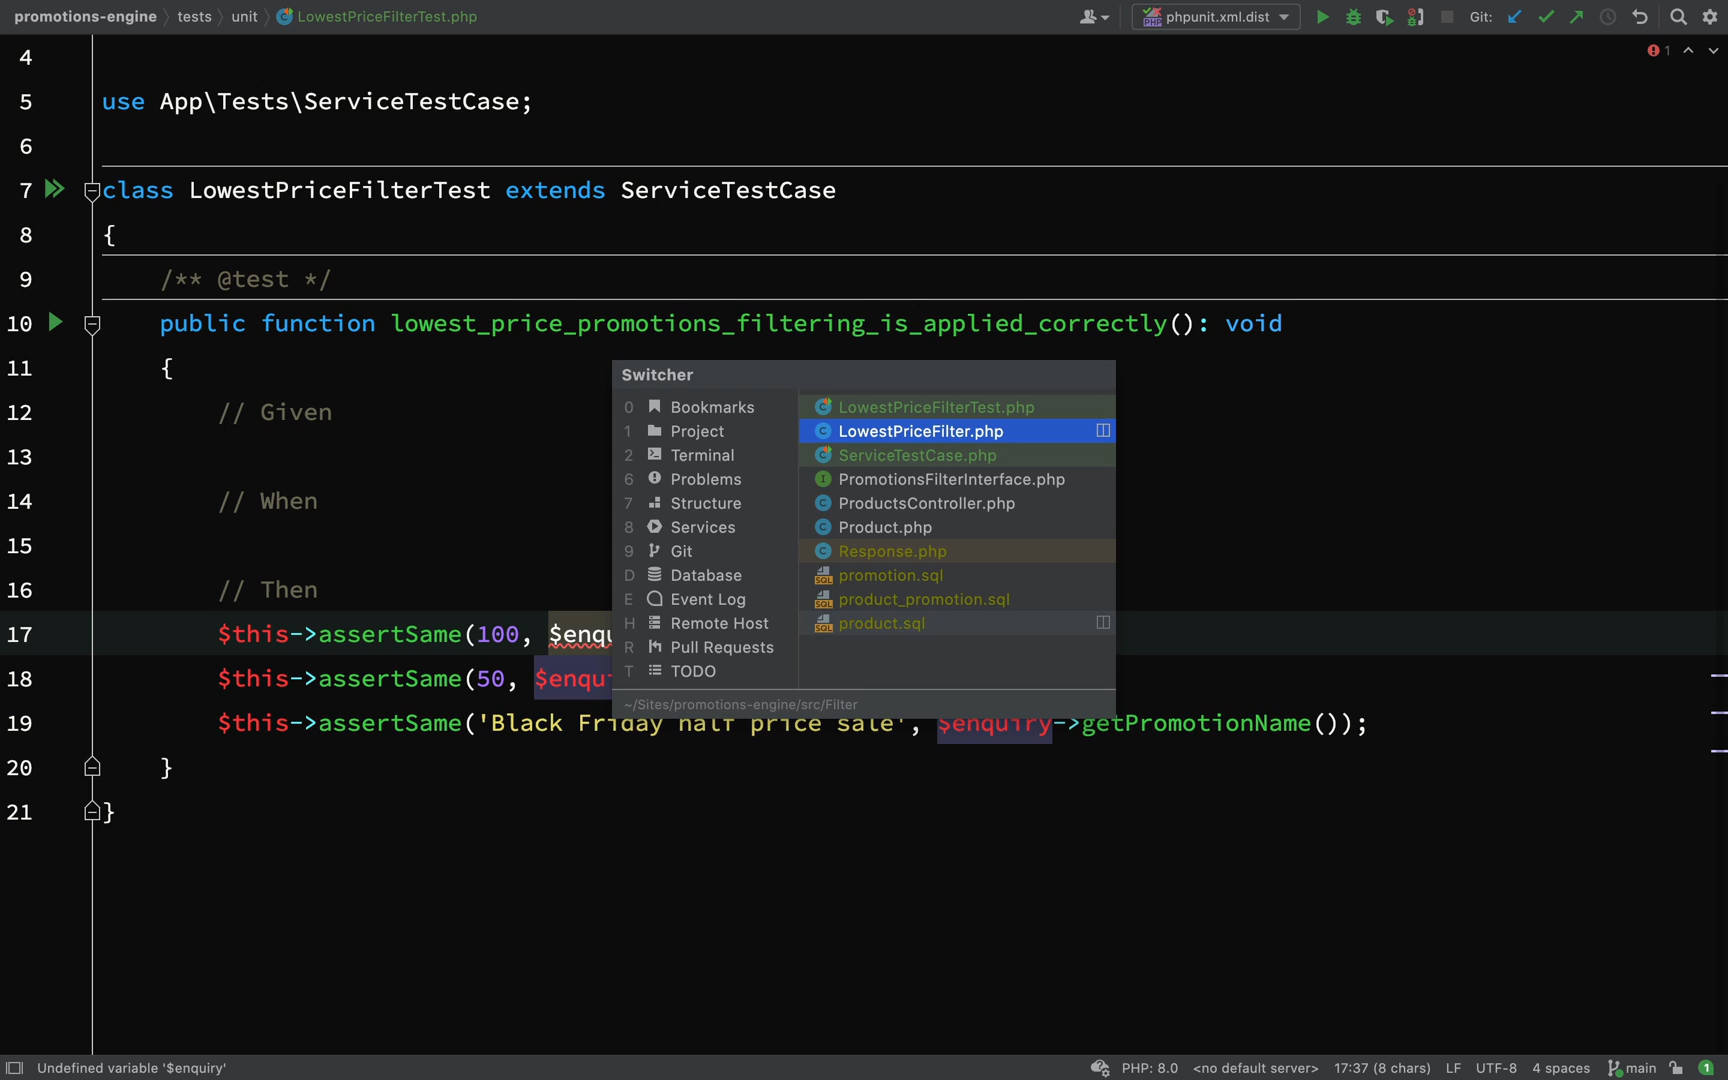 promotions-engine tests unit LowestPriceFilterTest.php phpunit.xml.dist Git:
1
4
5 use App\Tests\ServiceTestCase;
6
7 class LowestPriceFilterTest extends ServiceTestCase
8 {
9 /** @test */
10 public function lowest_price_promotions_filtering_is_applied_correctly(): void
11 {
12 // Given
13
14 // When
15
16 // Then
17 $this->assertSame(100, $enqu
18 $this->assertSame(50, $enqu
19 $this->assertSame('Black Friday half price sale', $enquiry->getPromotionName());
20 }
21 }
Switcher
0 Bookmarks
1 Project
2 Terminal
6 Problems
7 Structure
8 Services
9 Git
D Database
E Event Log
H Remote Host
R Pull Requests
T TODO
LowestPriceFilterTest.php
LowestPriceFilter.php
ServiceTestCase.php
PromotionsFilterInterface.php
ProductsController.php
Product.php
Response.php
promotion.sql
product_promotion.sql
product.sql
~/Sites/promotions-engine/src/Filter
Undefined variable '$enquiry' PHP: 8.0 <no default server> 17:37 (8 chars) LF UTF-8 4 spaces main 1